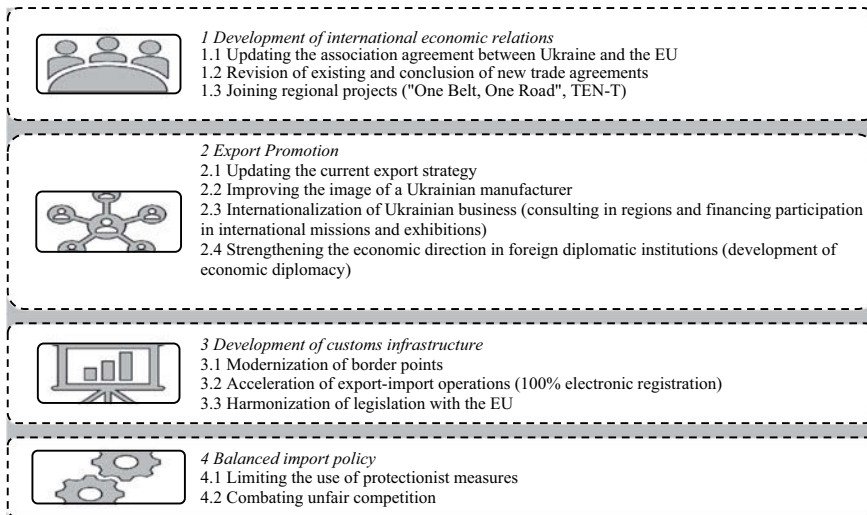 1 Development of international economic relations
1.1 Updating the association agreement between Ukraine and the EU
1.2 Revision of existing and conclusion of new trade agreements
1.3 Joining regional projects ("One Belt, One Road", TEN-T)
2 Export Promotion
2.1 Updating the current export strategy
2.2 Improving the image of a Ukrainian manufacturer
2.3 Internationalization of Ukrainian business (consulting in regions and financing participation
in international missions and exhibitions)
2.4 Strengthening the economic direction in foreign diplomatic institutions (development of
economic diplomacy)
3 Development of customs infrastructure
3.1 Modernization of border points
3.2 Acceleration of export-import operations (100% electronic registration)
3.3 Harmonization of legislation with the EU
4 Balanced import policy
4.1 Limiting the use of protectionist measures
4.2 Combating unfair competition